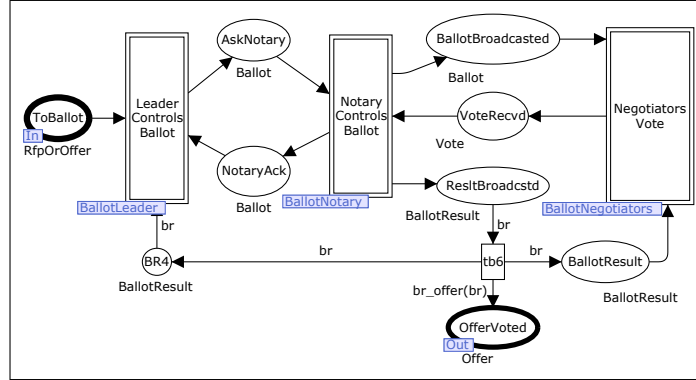 AskNotary
Ballot
BallotBroadcasted
Ballot
ToBallot
In
RfpOrOffer
Leader
Controls
Ballot
BallotLeader
Notary
Controls
Ballot
BallotNotary
VoteRecvd
Vote
Negotiators
Vote
BallotNegotiators
NotaryAck
Ballot
ResltBroadcstd
BallotResult
br
br
BR4
BallotResult
br
tb6
br
BallotResult
BallotResult
br_offer(br)
OfferVoted
Out
Offer